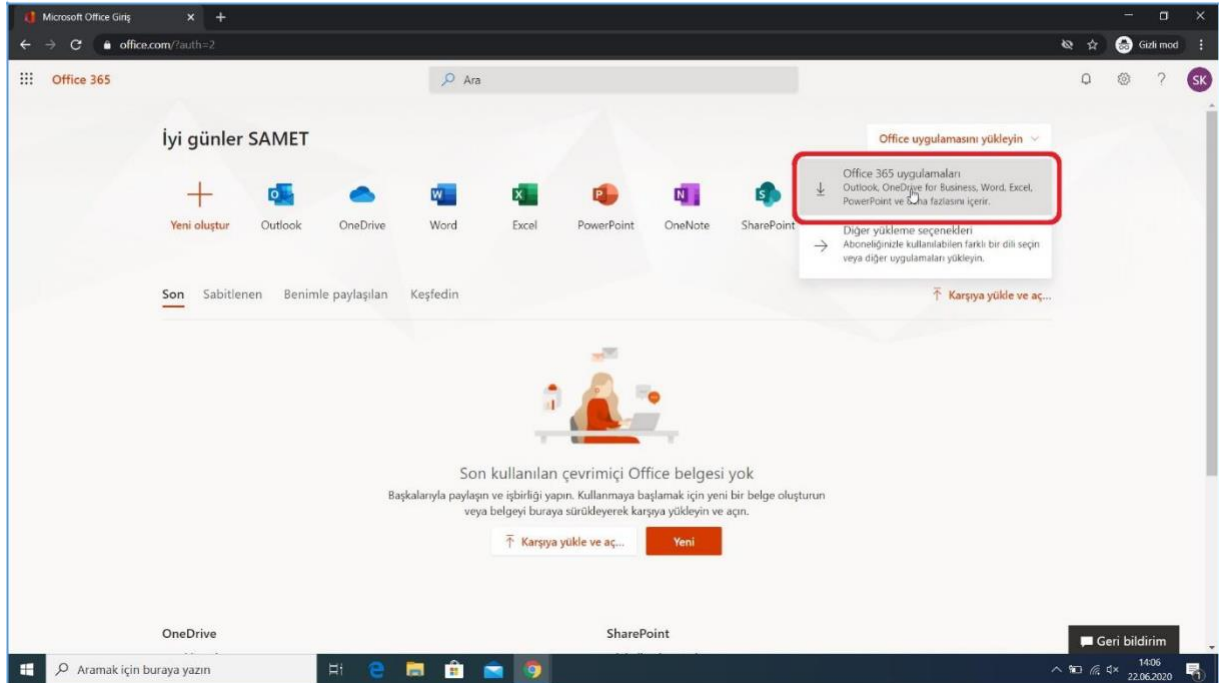 Microsoft Office Giriş
office.com/?auth=2
Gizli mod
Office 365
Ara
SK
İyi günler SAMET
Office uygulamasını yükleyin
Office 365 uygulamaları
Outlook, OneDrive for Business, Word, Excel,
PowerPoint ve daha fazlasını içerir.
Diğer yükleme seçenekleri
Aboneliğinizle kullanılabilen farklı bir dili seçin
veya diğer uygulamaları yükleyin.
Yeni oluştur
Outlook
OneDrive
Word
Excel
PowerPoint
OneNote
SharePoint
Son
Sabitlenen
Benimle paylaşılan
Keşfedin
Karşıya yükle ve aç...
Son kullanılan çevrimiçi Office belgesi yok
Başkalarıyla paylaşın ve işbirliği yapın. Kullanmaya başlamak için yeni bir belge oluşturun
veya belgeyi buraya sürükleyerek karşıya yükleyin ve açın.
Karşıya yükle ve aç...
Yeni
OneDrive
SharePoint
Geri bildirim
Aramak için buraya yazın
14:06
22.06.2020